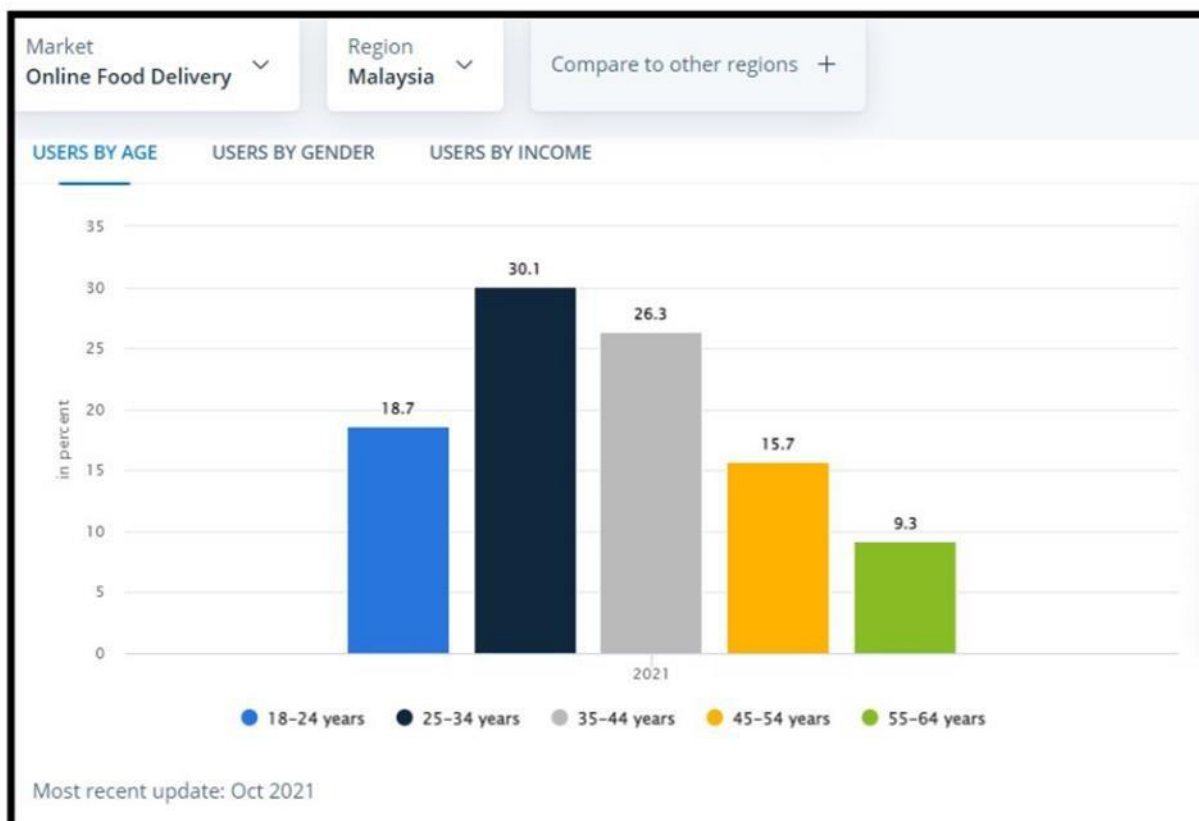 Market
Online Food Delivery
Region
Malaysia
Compare to other regions +
USERS BY AGE USERS BY GENDER USERS BY INCOME
35
30
25
20
15
10
5
0
in percent
18.7
30.1
26.3
15.7
9.3
2021
18–24 years 25–34 years 35–44 years 45–54 years 55–64 years
Most recent update: Oct 2021